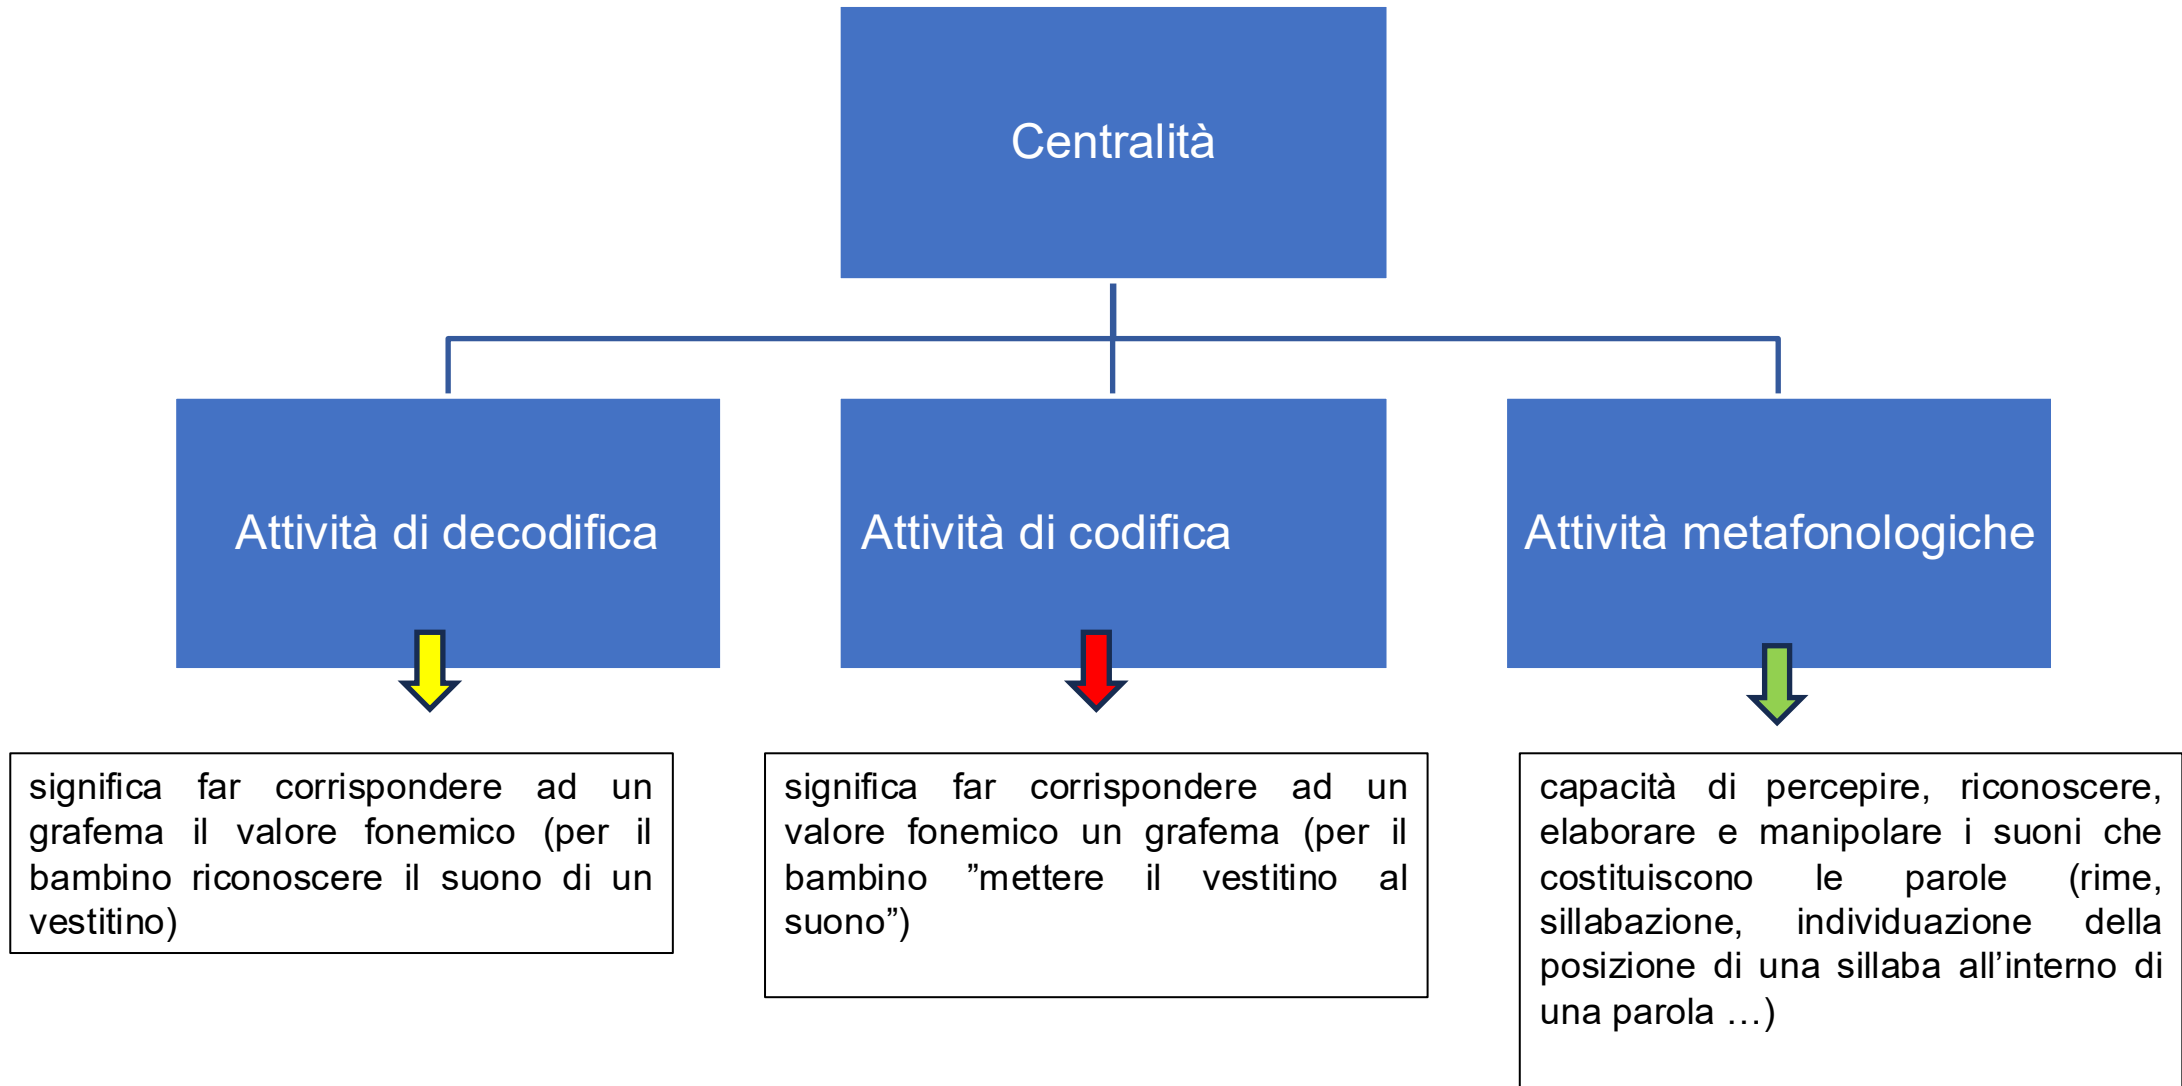 Centralità
Attività di decodifica
Attività di codifica
Attività metafonologiche
significa far corrispondere ad un
grafema il valore fonemico (per il
bambino riconoscere il suono di un
vestitino)
significa far corrispondere ad un
valore fonemico un grafema (per il
bambino ”mettere il vestitino al
suono”)
capacità di percepire, riconoscere,
elaborare e manipolare i suoni che
costituiscono le parole (rime,
sillabazione, individuazione della
posizione di una sillaba all’interno di
una parola …)